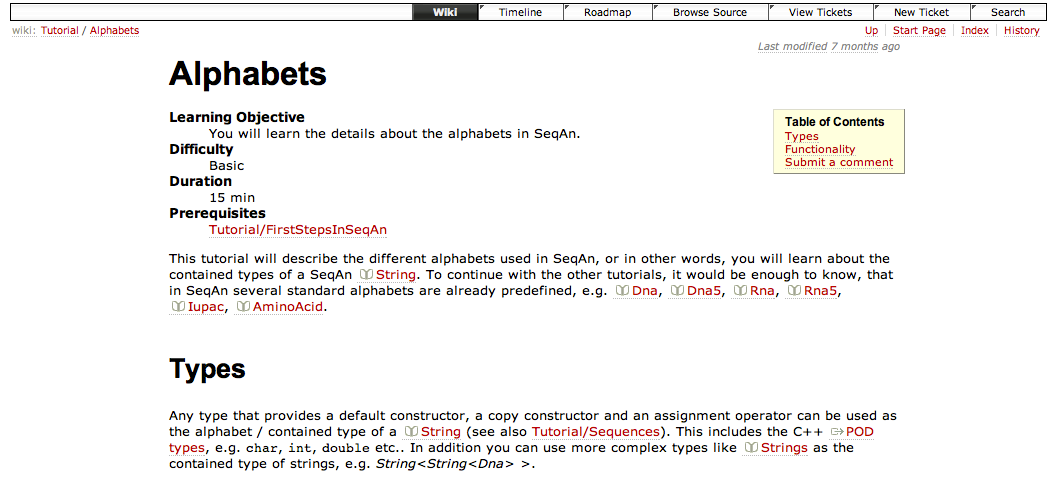 Wiki Timeline Roadmap Browse Source View Tickets New Ticket Search
wiki: Tutorial / Alphabets Up Start Page Index History
Last modified 7 months ago
Alphabets
Learning Objective
You will learn the details about the alphabets in SeqAn.
Difficulty
Basic
Duration
15 min
Prerequisites
Tutorial/FirstStepsInSeqAn
Table of Contents
Types
Functionality
Submit a comment
This tutorial will describe the different alphabets used in SeqAn, or in other words, you will learn about the
contained types of a SeqAn String. To continue with the other tutorials, it would be enough to know, that
in SeqAn several standard alphabets are already predefined, e.g. Dna, Dna5, Rna, Rna5,
Iupac, AminoAcid.
Types
Any type that provides a default constructor, a copy constructor and an assignment operator can be used as
the alphabet / contained type of a String (see also Tutorial/Sequences). This includes the C++ POD
types, e.g. char, int, double etc.. In addition you can use more complex types like Strings as the
contained type of strings, e.g. String<String<Dna> >.